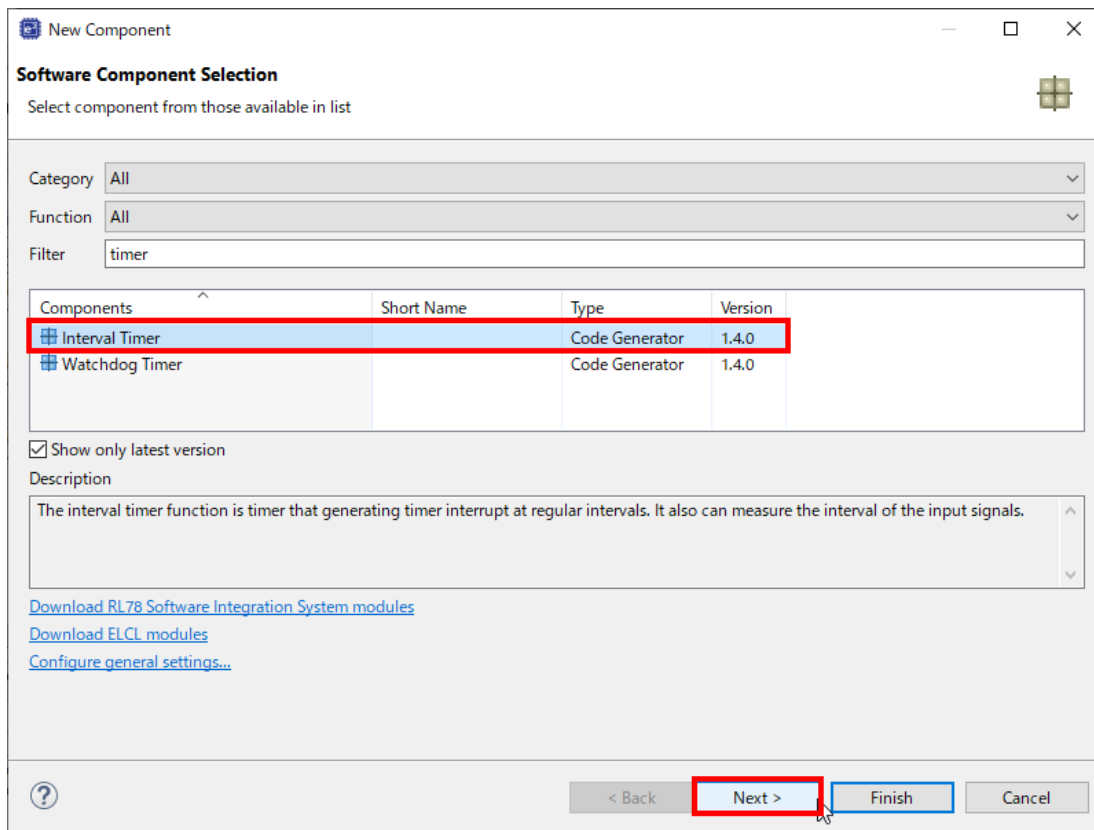 New Component
Software Component Selection
Select component from those available in list
Category All
Function All
Filter timer
Components Short Name Type Version
Interval Timer Code Generator 1.4.0
Watchdog Timer Code Generator 1.4.0
Show only latest version
Description
The interval timer function is timer that generating timer interrupt at regular intervals. It also can measure the interval of the input signals.
Download RL78 Software Integration System modules
Download ELCL modules
Configure general settings...
? < Back Next > Finish Cancel